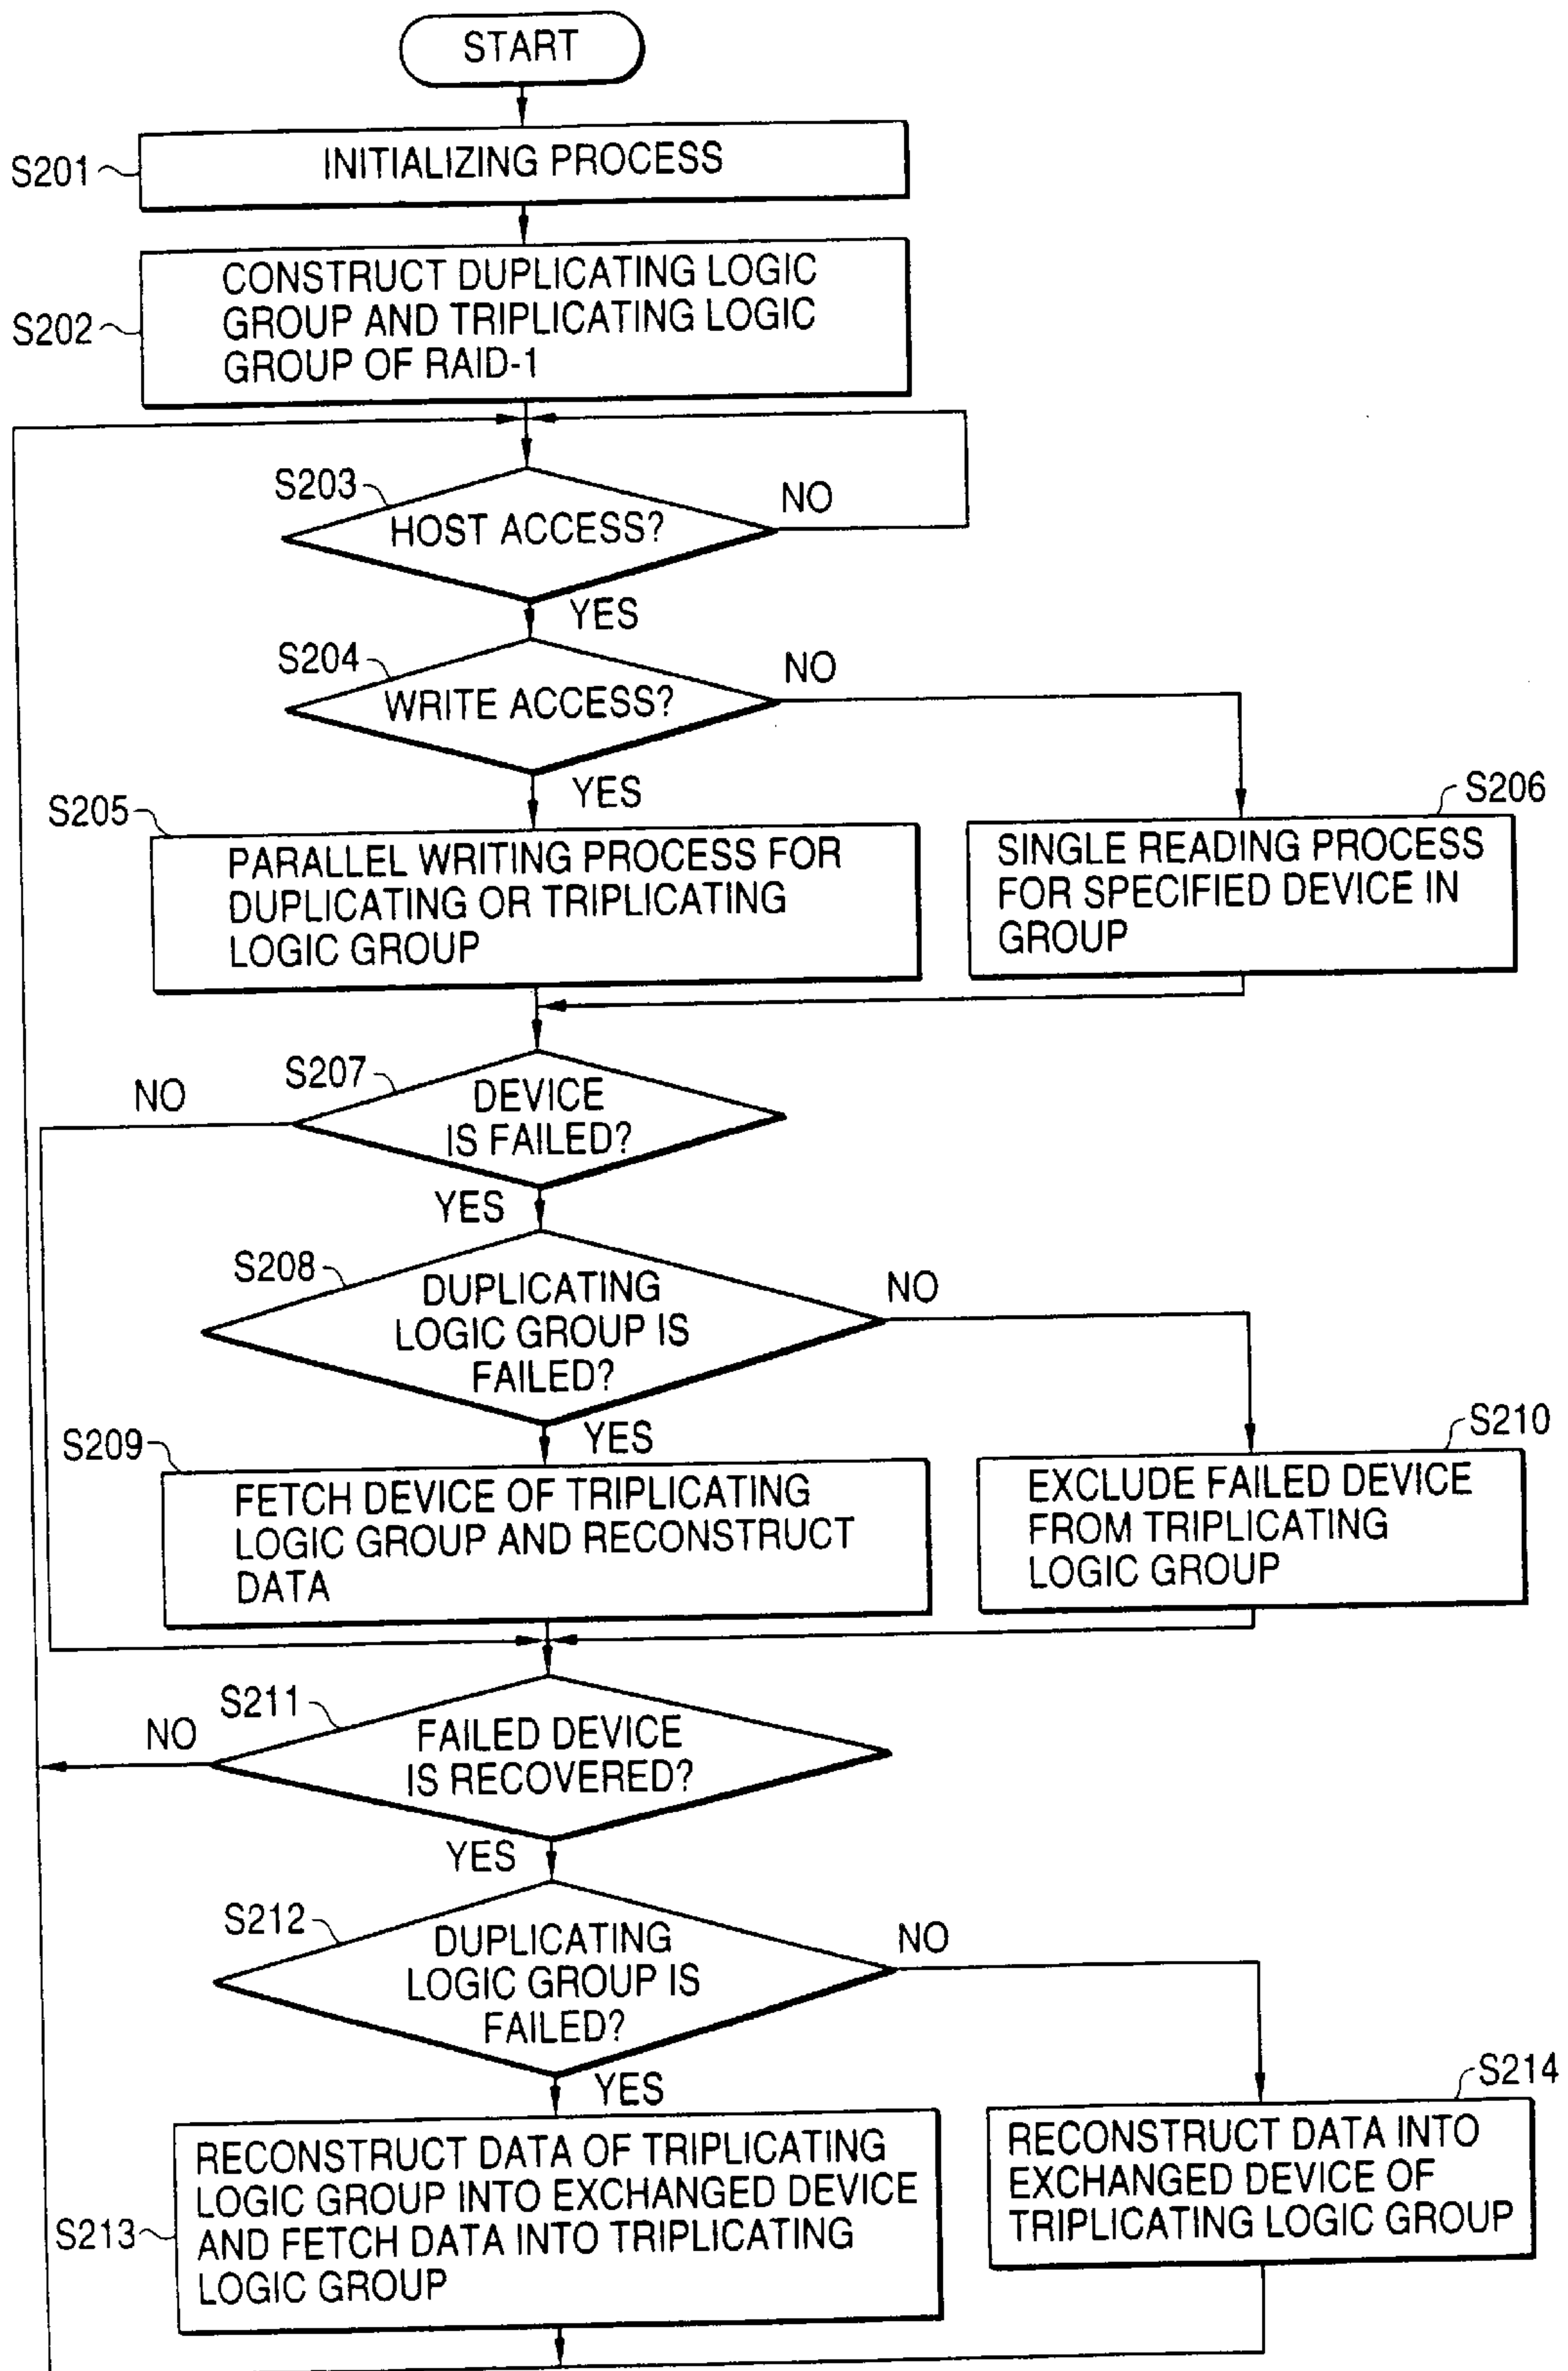 START
S201
INITIALIZING PROCESS
S202
CONSTRUCT DUPLICATING LOGIC
GROUP AND TRIPLICATING LOGIC
GROUP OF RAID-1
S203
HOST ACCESS?
NO
YES
S204
WRITE ACCESS?
NO
YES
S205
PARALLEL WRITING PROCESS FOR
DUPLICATING OR TRIPLICATING
LOGIC GROUP
S206
SINGLE READING PROCESS
FOR SPECIFIED DEVICE IN
GROUP
S207
DEVICE
IS FAILED?
NO
YES
S208
DUPLICATING
LOGIC GROUP IS
FAILED?
NO
YES
S209
FETCH DEVICE OF TRIPLICATING
LOGIC GROUP AND RECONSTRUCT
DATA
S210
EXCLUDE FAILED DEVICE
FROM TRIPLICATING
LOGIC GROUP
S211
FAILED DEVICE
IS RECOVERED?
NO
YES
S212
DUPLICATING
LOGIC GROUP IS
FAILED?
NO
YES
S213
RECONSTRUCT DATA OF TRIPLICATING
LOGIC GROUP INTO EXCHANGED DEVICE
AND FETCH DATA INTO TRIPLICATING
LOGIC GROUP
S214
RECONSTRUCT DATA INTO
EXCHANGED DEVICE OF
TRIPLICATING LOGIC GROUP